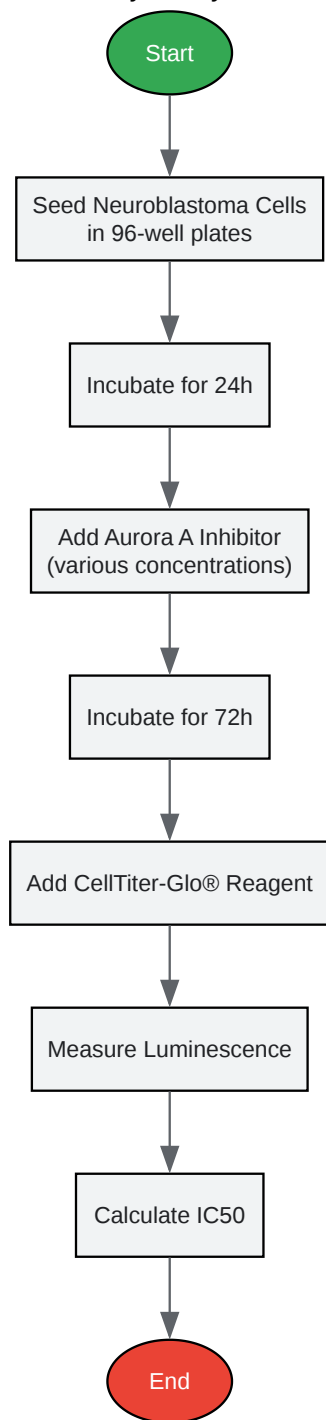 Start
Seed Neuroblastoma Cells
in 96-well plates
Incubate for 24h
Add Aurora A Inhibitor
(various concentrations)
Incubate for 72h
Add CellTiter-Glo® Reagent
Measure Luminescence
Calculate IC50
End